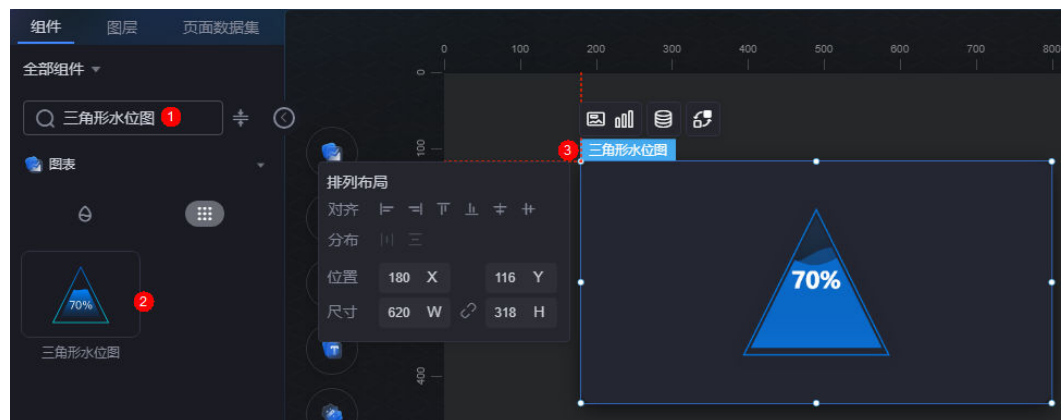 组件 图层 页面数据集
全部组件
三角形水位图 1
图表
70% 2
三角形水位图
0 100 200 300 400 500 600 700 800
0
100
400
3 三角形水位图
排列布局
对齐
分布
位置 180 X 116 Y
尺寸 620 W 318 H
T
70%